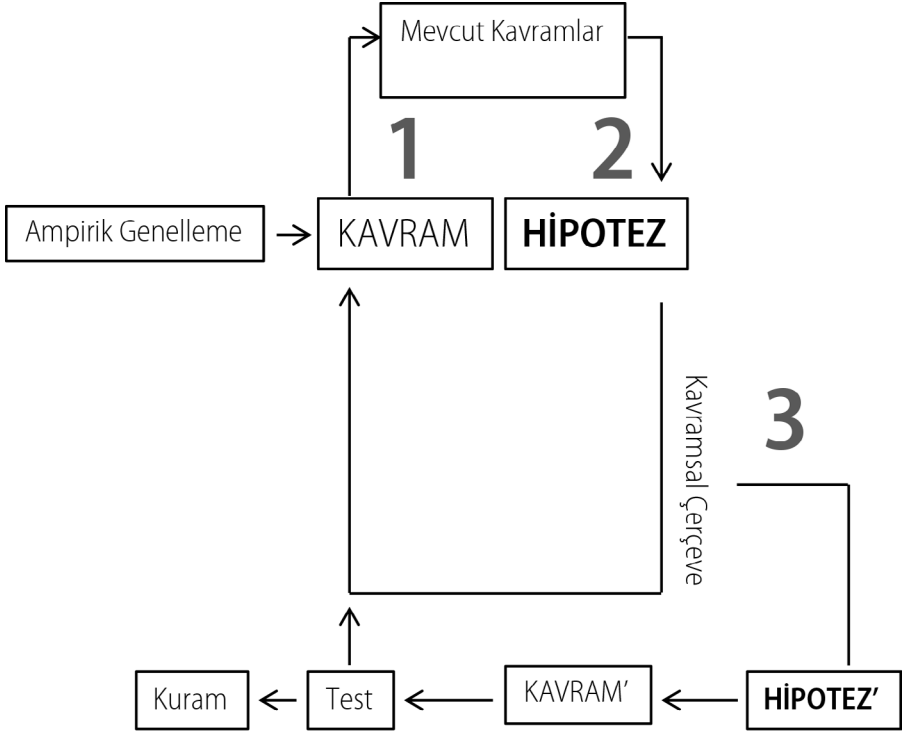 Mevcut Kavramlar
1
2
Ampirik Genelleme
KAVRAM
HİPOTEZ
Kavramsal Çerçeve
3
Kuram
Test
KAVRAM’
HİPOTEZ’